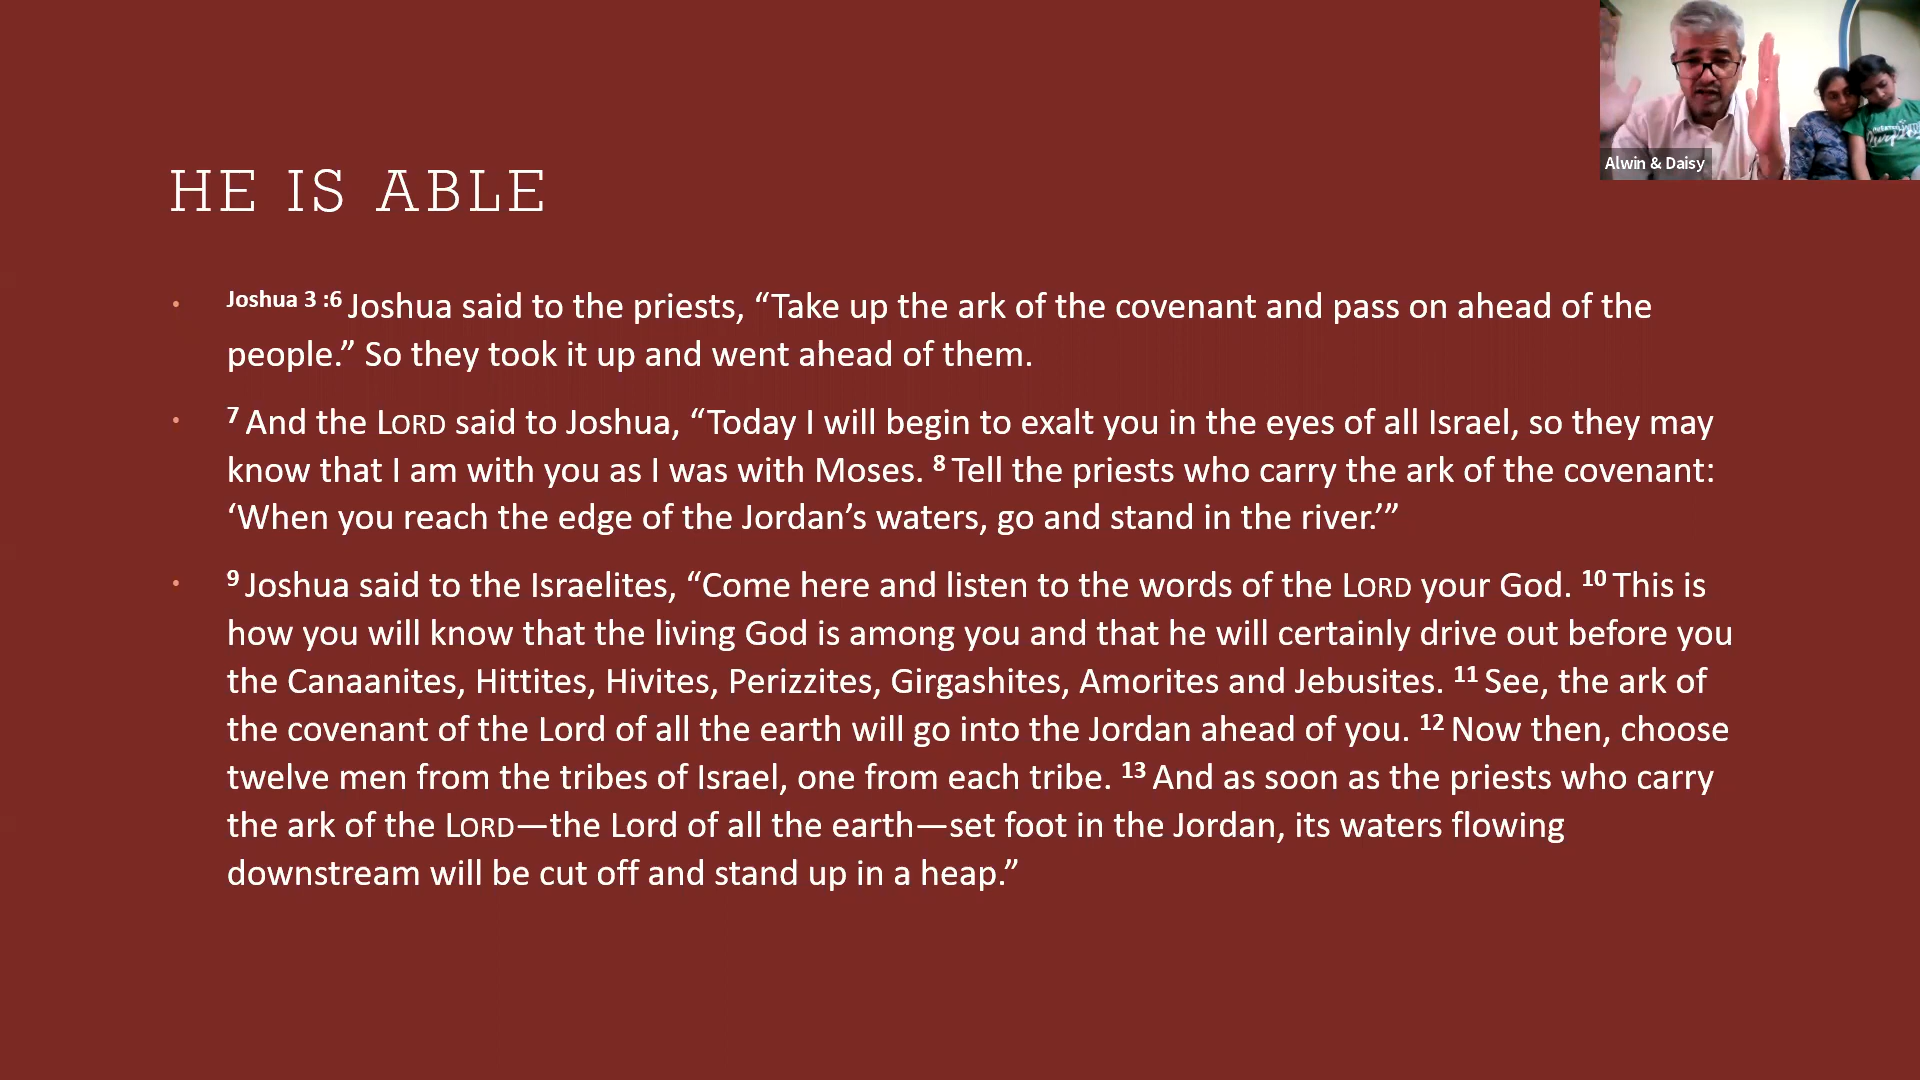 HE IS ABLE
Alwin & Daisy
• Joshua 3 :6 Joshua said to the priests, “Take up the ark of the covenant and pass on ahead of the
people.” So they took it up and went ahead of them.
• 7 And the LORD said to Joshua, “Today I will begin to exalt you in the eyes of all Israel, so they may
know that I am with you as I was with Moses. 8 Tell the priests who carry the ark of the covenant:
‘When you reach the edge of the Jordan’s waters, go and stand in the river.’”
• 9 Joshua said to the Israelites, “Come here and listen to the words of the LORD your God. 10 This is
how you will know that the living God is among you and that he will certainly drive out before you
the Canaanites, Hittites, Hivites, Perizzites, Girgashites, Amorites and Jebusites. 11 See, the ark of
the covenant of the Lord of all the earth will go into the Jordan ahead of you. 12 Now then, choose
twelve men from the tribes of Israel, one from each tribe. 13 And as soon as the priests who carry
the ark of the LORD—the Lord of all the earth—set foot in the Jordan, its waters flowing
downstream will be cut off and stand up in a heap.”